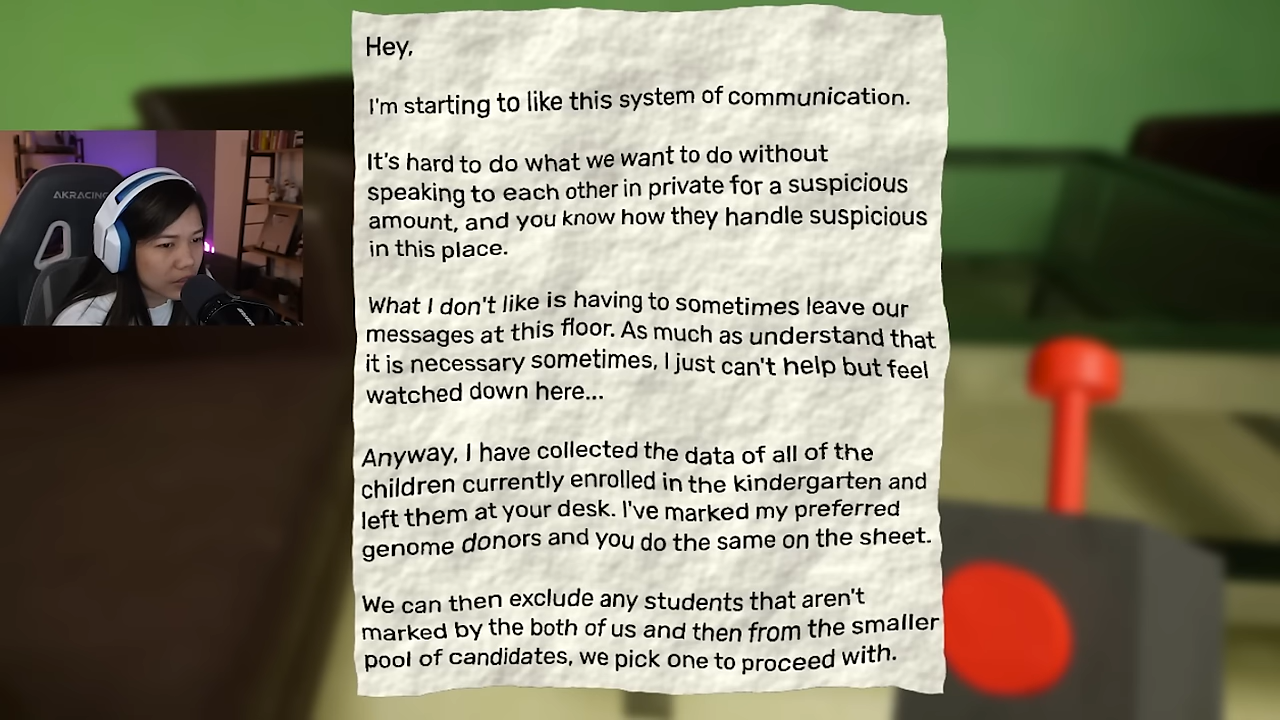 Hey,
I'm starting to like this system of communication.
It's hard to do what we want to do without
speaking to each other in private for a suspicious
amount, and you know how they handle suspicious
in this place.
What I don't like is having to sometimes leave our
messages at this floor. As much as understand that
it is necessary sometimes, I just can't help but feel
watched down here...
Anyway, I have collected the data of all of the
children currently enrolled in the kindergarten and
left them at your desk. I've marked my preferred
genome donors and you do the same on the sheet.
We can then exclude any students that aren't
marked by the both of us and then from the smaller
pool of candidates, we pick one to proceed with.
AKRACING